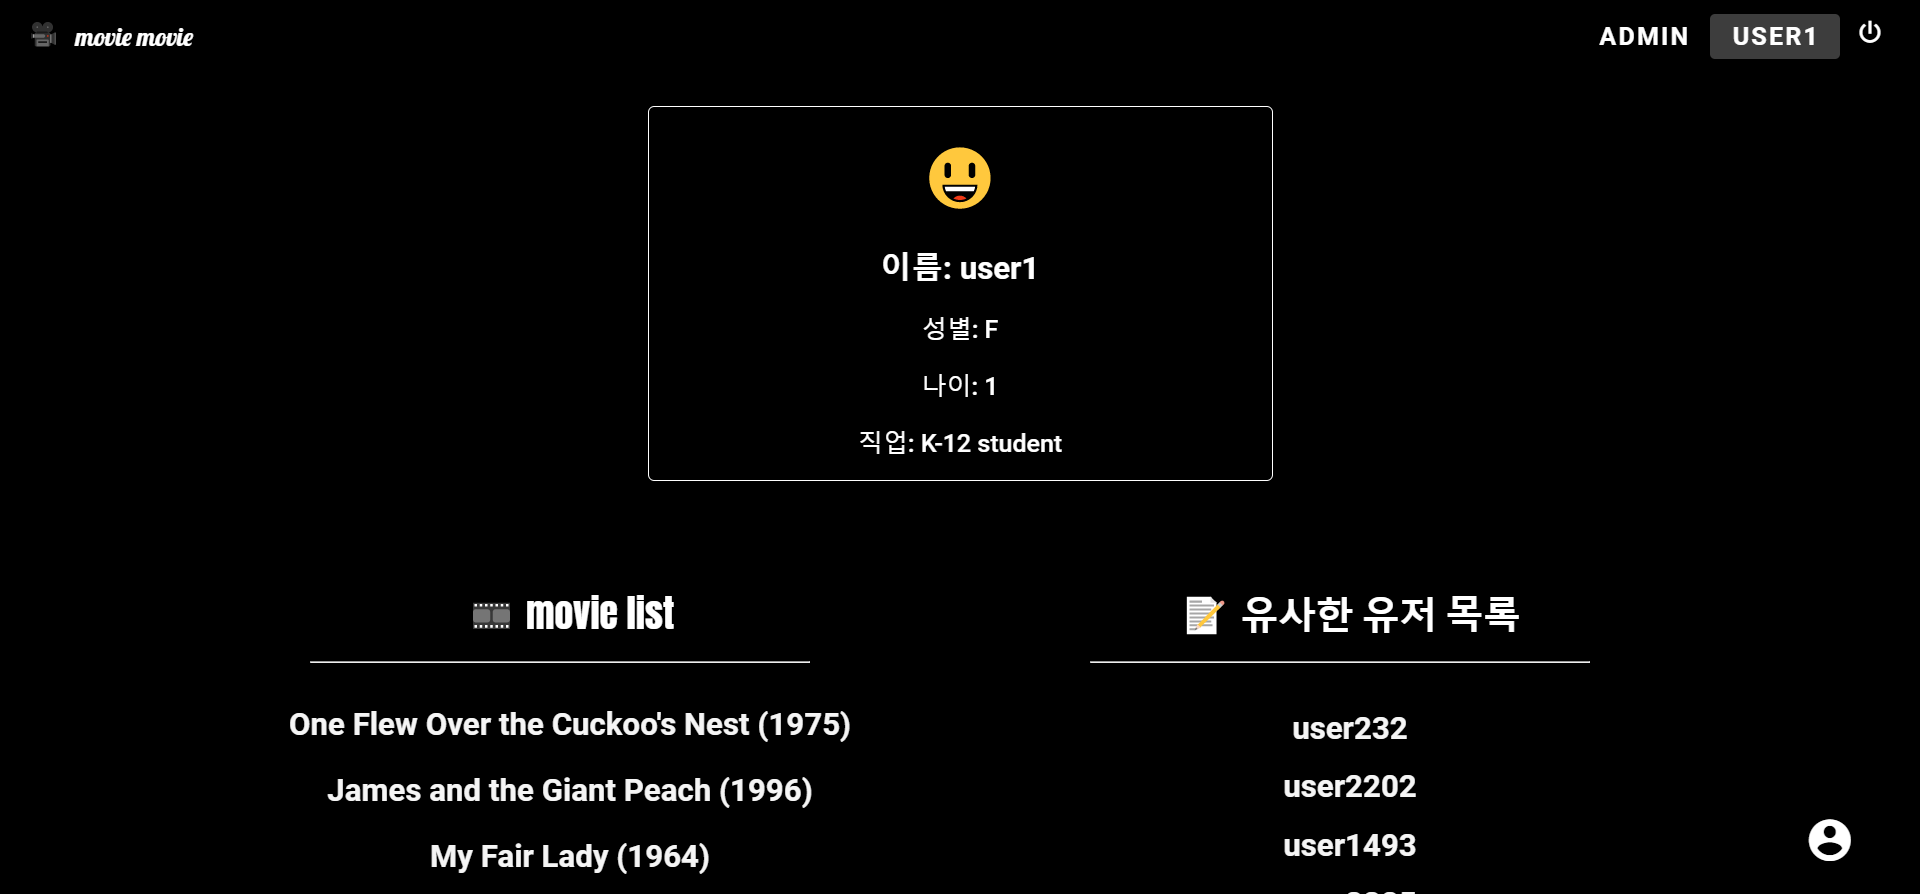 movie movie
ADMIN
USER1
이름: user1
성별: F
나이: 1
직업: K-12 student
movie list
One Flew Over the Cuckoo's Nest (1975)
James and the Giant Peach (1996)
My Fair Lady (1964)
유사한 유저 목록
user232
user2202
user1493